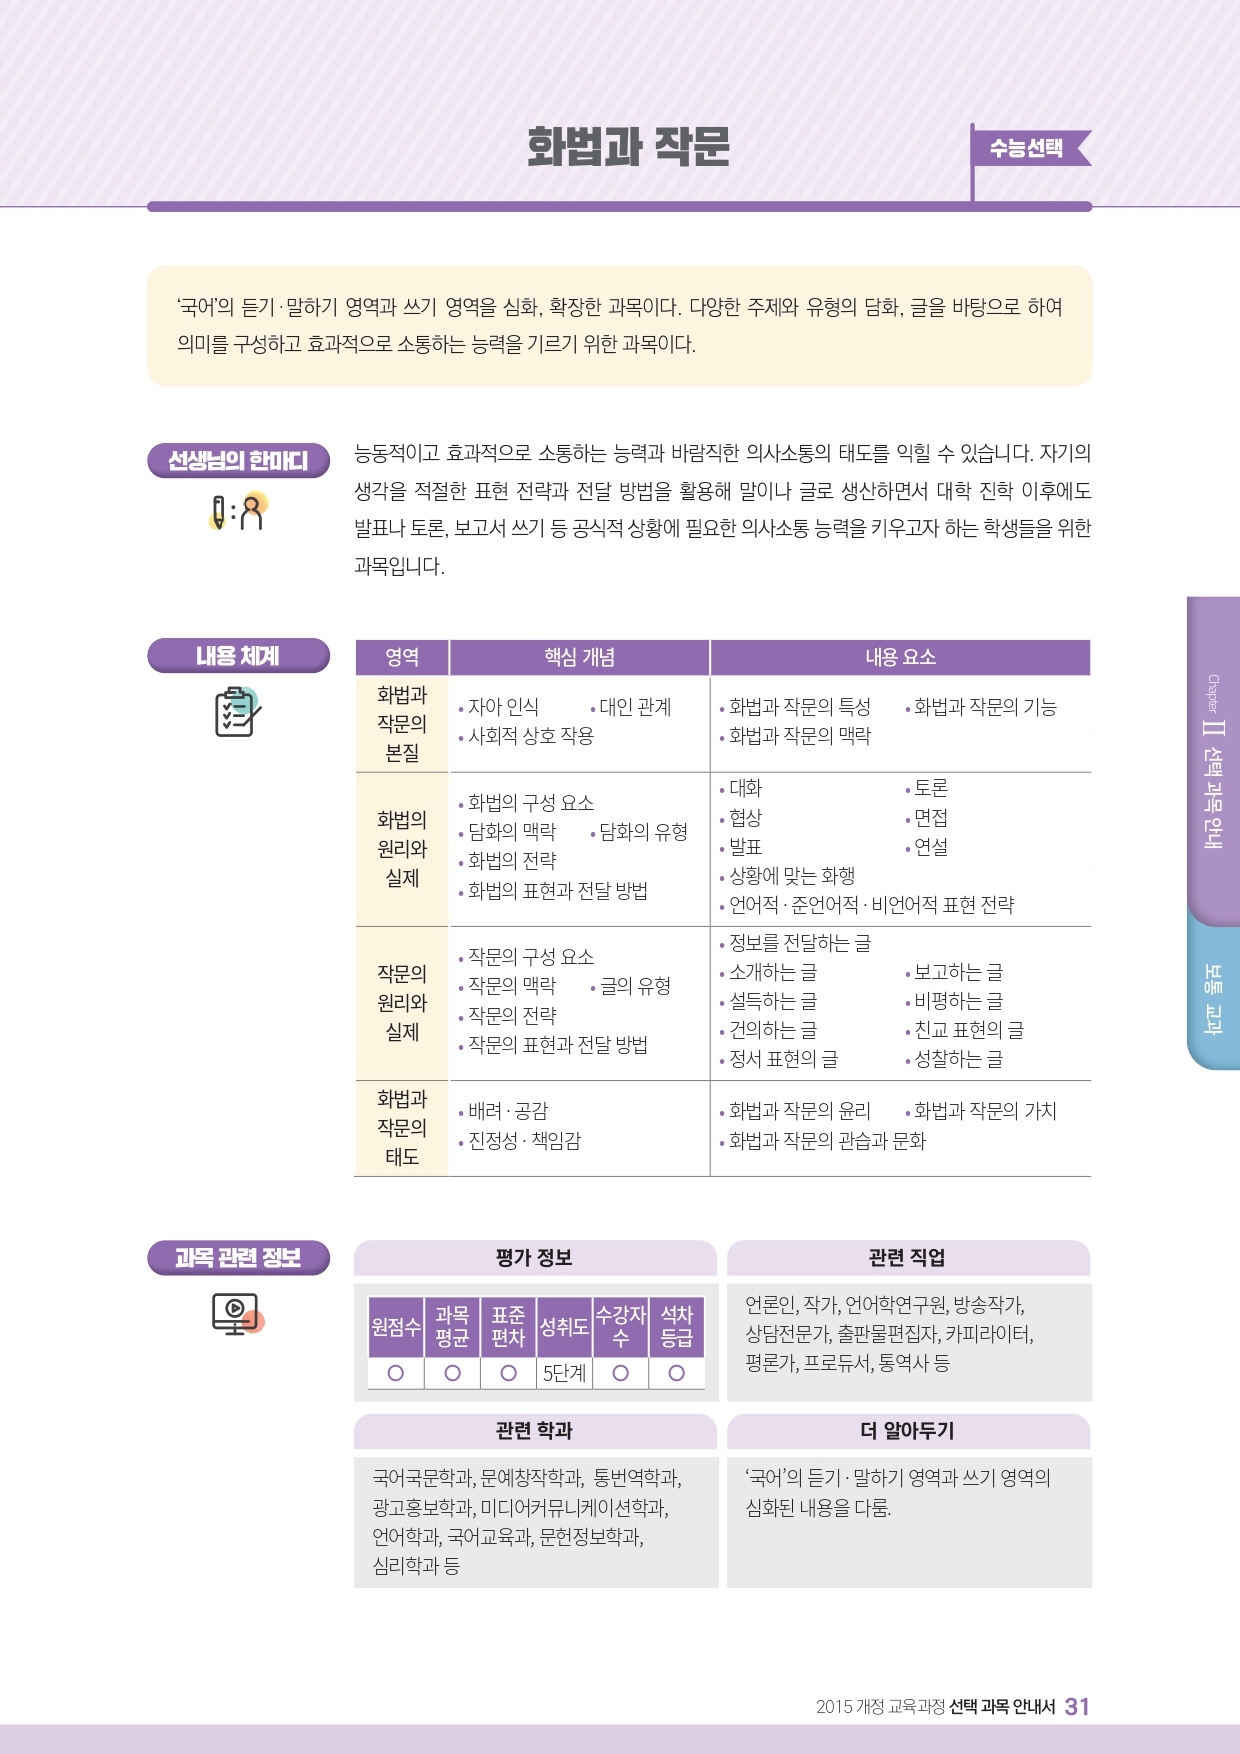 화법과 작문
수능선택
‘국어’의 듣기·말하기 영역과 쓰기 영역을 심화, 확장한 과목이다. 다양한 주제와 유형의 담화, 글을 바탕으로 하여
의미를 구성하고 효과적으로 소통하는 능력을 기르기 위한 과목이다.
선생님의 한마디
능동적이고 효과적으로 소통하는 능력과 바람직한 의사소통의 태도를 익힐 수 있습니다. 자기의
생각을 적절한 표현 전략과 전달 방법을 활용해 말이나 글로 생산하면서 대학 진학 이후에도
발표나 토론, 보고서 쓰기 등 공식적 상황에 필요한 의사소통 능력을 키우고자 하는 학생들을 위한
과목입니다.
내용 체계
영역 핵심 개념 내용 요소
화법과
작문의
본질
• 자아 인식 • 대인 관계
• 사회적 상호 작용
• 화법과 작문의 특성 • 화법과 작문의 기능
• 화법과 작문의 맥락
화법의
원리와
실제
• 화법의 구성 요소
• 담화의 맥락 • 담화의 유형
• 화법의 전략
• 화법의 표현과 전달 방법
• 대화 • 토론
• 협상 • 면접
• 발표 • 연설
• 상황에 맞는 화행
• 언어적·준언어적·비언어적 표현 전략
작문의
원리와
실제
• 작문의 구성 요소
• 작문의 맥락 • 글의 유형
• 작문의 전략
• 작문의 표현과 전달 방법
• 정보를 전달하는 글
• 소개하는 글 • 보고하는 글
• 설득하는 글 • 비평하는 글
• 건의하는 글 • 친교 표현의 글
• 정서 표현의 글 • 성찰하는 글
화법과
작문의
태도
• 배려·공감
• 진정성·책임감
• 화법과 작문의 윤리 • 화법과 작문의 가치
• 화법과 작문의 관습과 문화
과목 관련 정보
평가 정보
원점수 과목 평균 표준 편차 성취도 수강자 수 석차 등급
○ ○ ○ 5단계 ○ ○
관련 직업
언론인, 작가, 언어학연구원, 방송작가,
상담전문가, 출판물편집자, 카피라이터,
평론가, 프로듀서, 통역사 등
관련 학과
국어국문학과, 문예창작학과, 통번역학과,
광고홍보학과, 미디어커뮤니케이션학과,
언어학과, 국어교육과, 문헌정보학과,
심리학과 등
더 알아두기
‘국어’의 듣기·말하기 영역과 쓰기 영역의
심화된 내용을 다룸.
Chapter Ⅱ 선택 과목 안내
보통 교과
2015 개정 교육과정 선택 과목 안내서 31